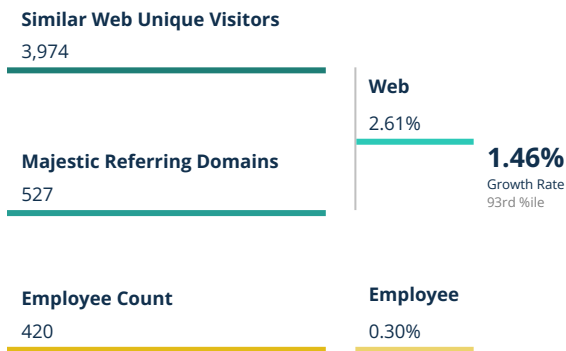 Similar Web Unique Visitors
3,974
Web
2.61%
Majestic Referring Domains
527
1.46%
Growth Rate
93rd %ile
Employee Count
420
Employee
0.30%